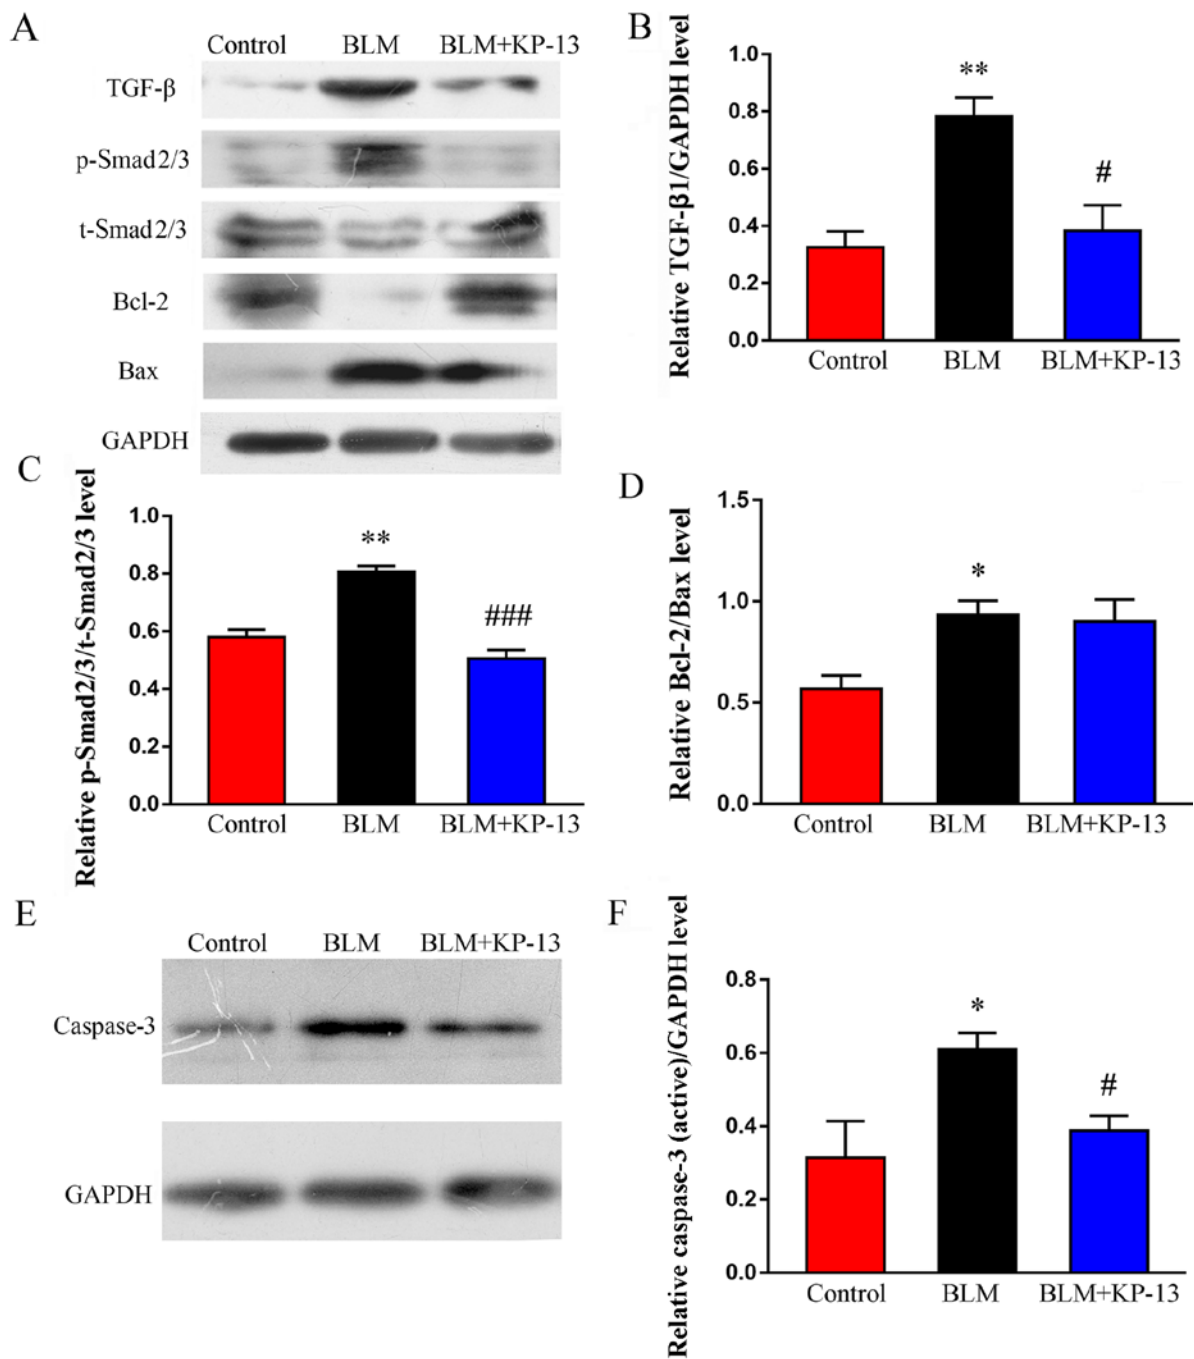 A
Control BLM BLM+KP-13
TGF-β
p-Smad2/3
t-Smad2/3
Bcl-2
Bax
GAPDH
B
Relative TGF-β1/GAPDH level
1.0
0.8
0.6
0.4
0.2
0.0
**
#
Control BLM BLM+KP-13
C
Relative p-Smad2/3/t-Smad2/3 level
1.0
0.8
0.6
0.4
0.2
0.0
**
###
Control BLM BLM+KP-13
D
Relative Bcl-2/Bax level
1.5
1.0
0.5
0.0
*
Control BLM BLM+KP-13
E
Control BLM BLM+KP-13
Caspase-3
GAPDH
F
Relative caspase-3 (active)/GAPDH level
0.8
0.6
0.4
0.2
0.0
*
#
Control BLM BLM+KP-13